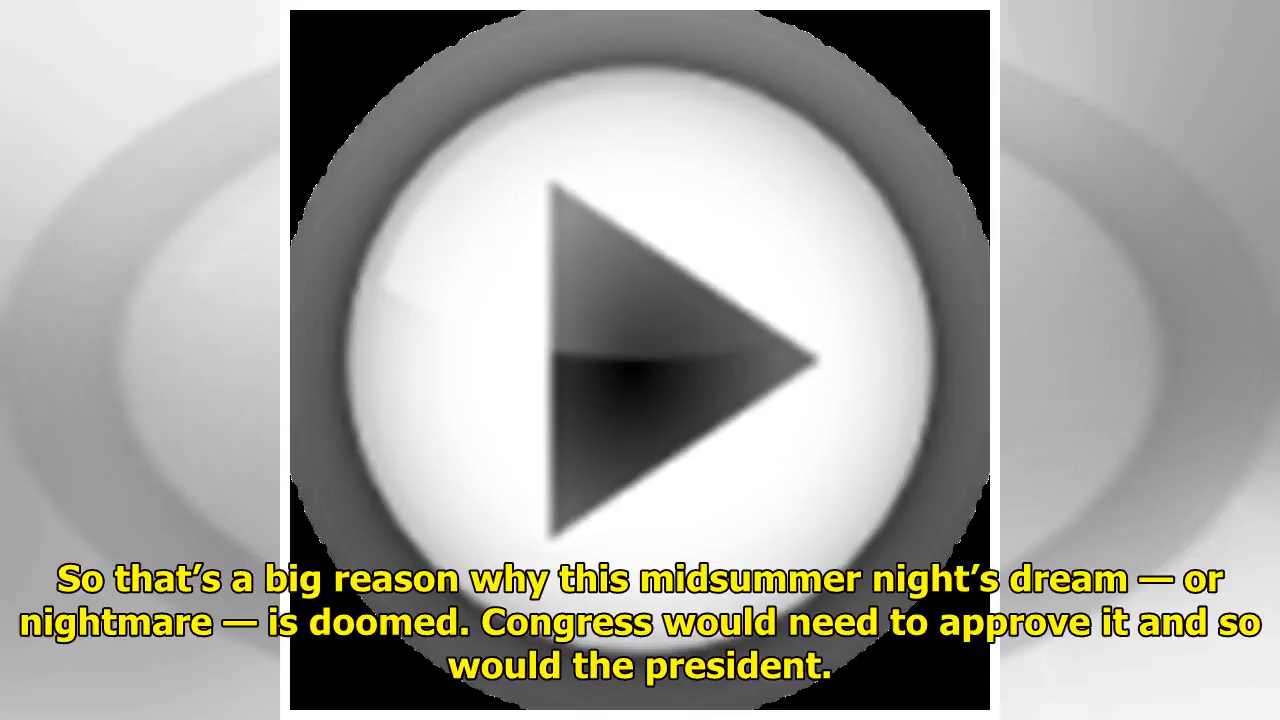 So that’s a big reason why this midsummer night’s dream — or
nightmare — is doomed. Congress would need to approve it and so
would the president.